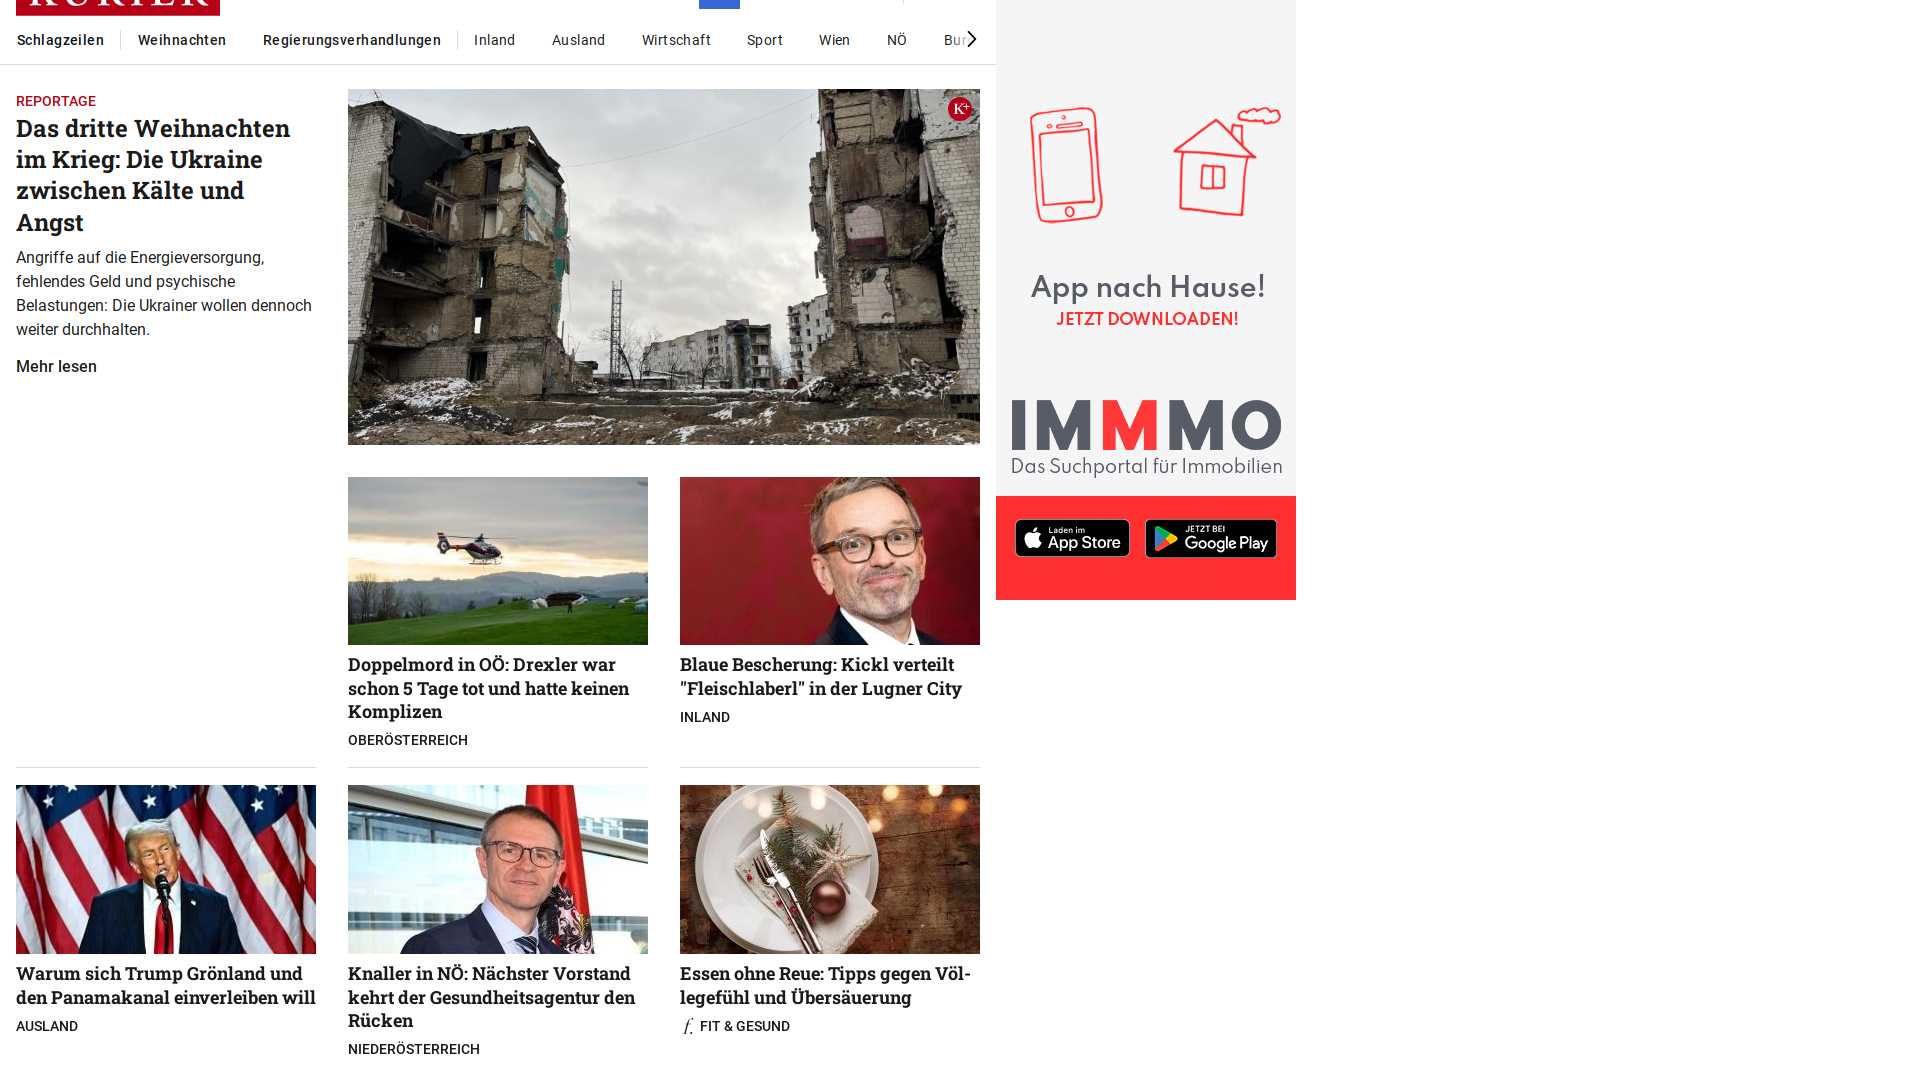 KURIER
Schlagzeilen
Weihnachten
Regierungsverhandlungen
Inland
Ausland
Wirtschaft
Sport
Wien
NÖ
REPORTAGE
Das dritte Weihnachten
im Krieg: Die Ukraine
zwischen Kälte und
Angst
Angriffe auf die Energieversorgung,
fehlendes Geld und psychische
Belastungen: Die Ukrainer wollen dennoch
weiter durchhalten.
Mehr lesen
K+
Doppelmord in OÖ: Drexler war
schon 5 Tage tot und hatte keinen
Komplizen
OBERÖSTERREICH
Blaue Bescherung: Kickl verteilt
"Fleischlaberl" in der Lugner City
INLAND
Warum sich Trump Grönland und
den Panamakanal einverleiben will
AUSLAND
Knaller in NÖ: Nächster Vorstand
kehrt der Gesundheitsagentur den
Rücken
NIEDERÖSTERREICH
Essen ohne Reue: Tipps gegen Völ-
legefühl und Übersäuerung
f. FIT & GESUND
App nach Hause!
JETZT DOWNLOADEN!
IMMMO
Das Suchportal für Immobilien
Laden im
App Store
JETZT BEI
Google Play